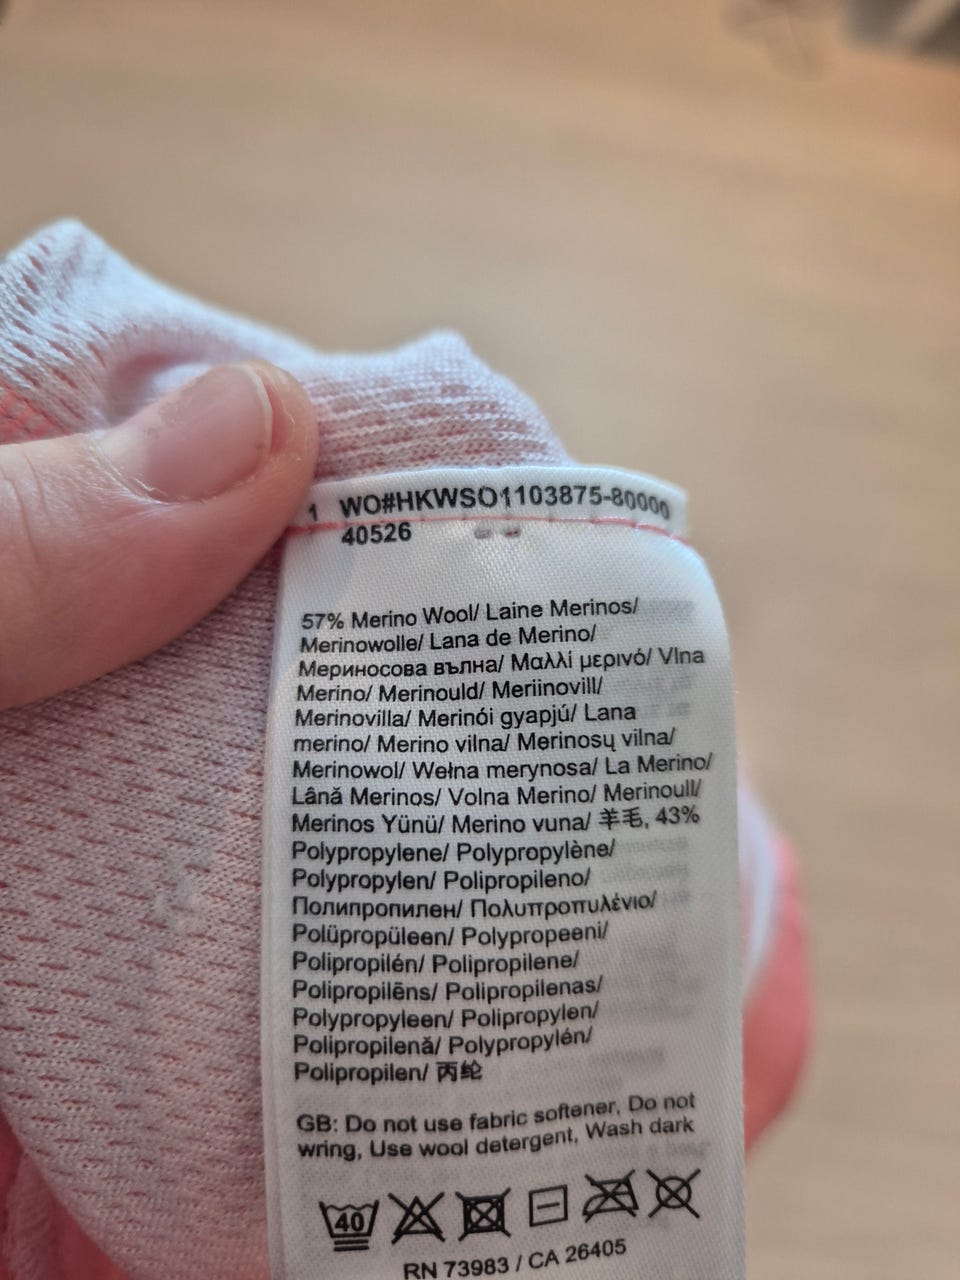 1 WO#HKWSO1103875-80000
40526
57% Merino Wool/ Laine Merinos/
Merinowolle/ Lana de Merino/
Мериносова вълна/ Μαλλί μερινό/ Vlna
Merino/ Merinould/ Meriinovill/
Merinovilla/ Merinói gyapjú/ Lana
merino/ Merino vilna/ Merinosų vilna/
Merinowol/ Wełna merynosa/ La Merino/
Lână Merinos/ Volna Merino/ Merinoull/
Merinos Yünü/ Merino vuna/ 羊毛, 43%
Polypropylene/ Polypropylène/
Polypropylen/ Polipropileno/
Полипропилен/ Πολυπροπυλένιο/
Polüpropüleen/ Polypropeeni/
Polipropilén/ Polipropilene/
Polipropilēns/ Polipropilenas/
Polypropyleen/ Polipropylen/
Polipropilenă/ Polypropylén/
Polipropilen/ 丙纶
GB: Do not use fabric softener, Do not
wring, Use wool detergent, Wash dark
40
RN 73983 / CA 26405